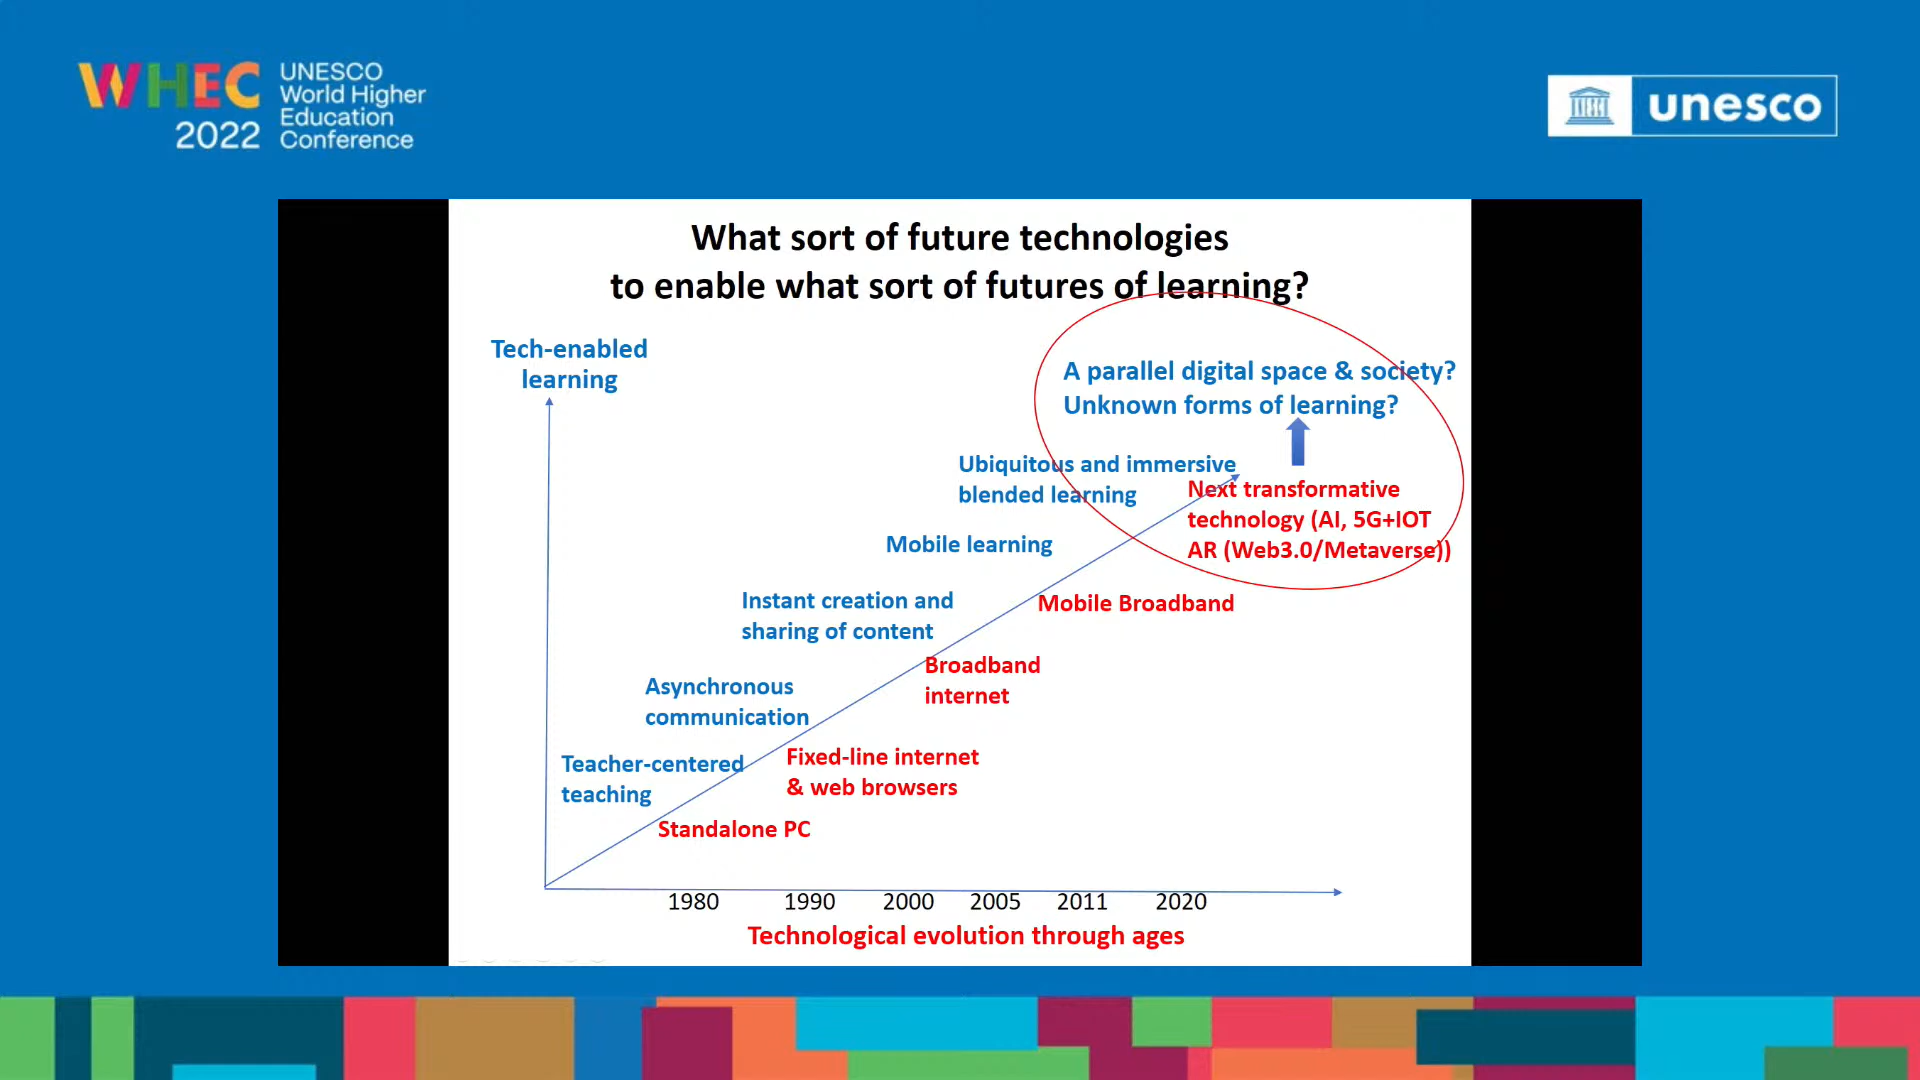 WHEC
2022
UNESCO
World Higher
Education
Conference
unesco
What sort of future technologies
to enable what sort of futures of learning?
Tech-enabled
learning
A parallel digital space & society?
Unknown forms of learning?
Ubiquitous and immersive
blended learning
Next transformative
technology (AI, 5G+IOT
AR (Web3.0/Metaverse))
Mobile learning
Mobile Broadband
Instant creation and
sharing of content
Broadband
internet
Asynchronous
communication
Fixed-line internet
& web browsers
Teacher-centered
teaching
Standalone PC
1980 1990 2000 2005 2011 2020
Technological evolution through ages